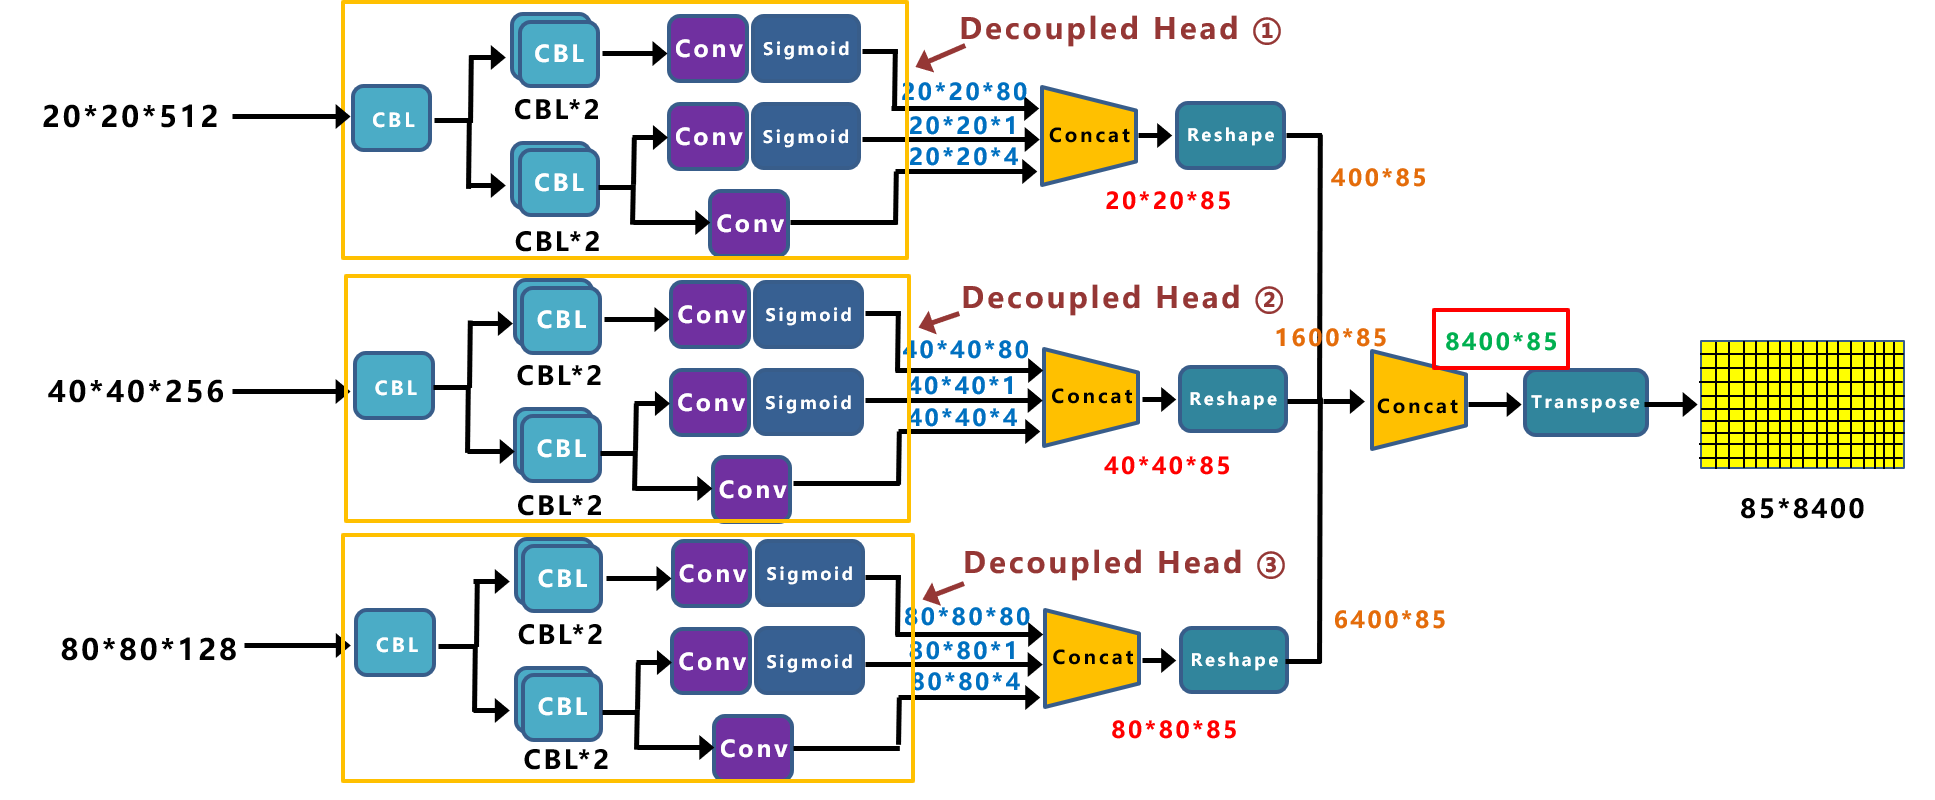 Decoupled Head ①
CBL
Conv
Sigmoid
20*20*80
20*20*512
CBL
CBL*2
20*20*1
Conv
Sigmoid
Concat
Reshape
20*20*4
CBL
400*85
20*20*85
Conv
CBL*2
Decoupled Head ②
CBL
Conv
Sigmoid
1600*85
8400*85
40*40*80
CBL*2
40*40*256
CBL
40*40*1
Conv
Sigmoid
Concat
Reshape
Concat
Transpose
40*40*4
CBL
40*40*85
Conv
CBL*2
85*8400
Decoupled Head ③
CBL
Conv
Sigmoid
80*80*80
6400*85
CBL*2
80*80*128
CBL
80*80*1
Conv
Sigmoid
Concat
Reshape
80*80*4
CBL
80*80*85
Conv
CBL*2